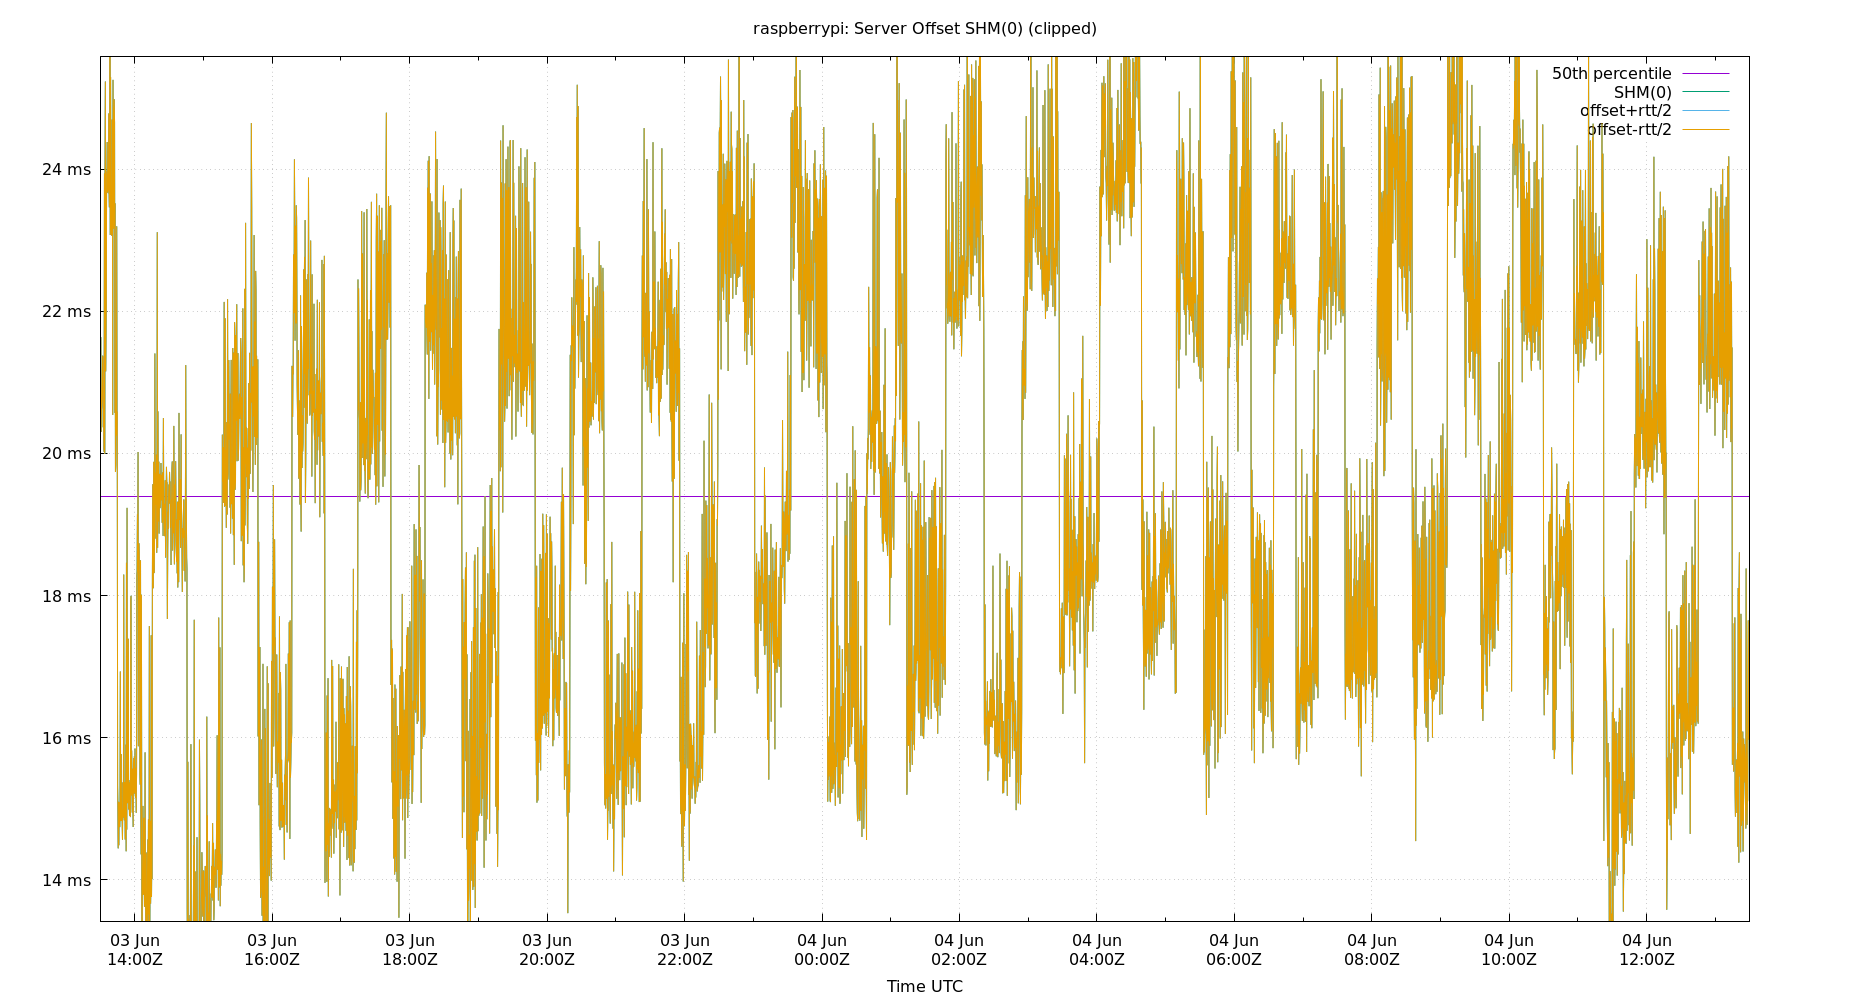 raspberrypi: Server Offset SHM(0) (clipped)
50th percentile
SHM(0)
offset+rtt/2
offset-rtt/2
24 ms
22 ms
20 ms
18 ms
16 ms
14 ms
03 Jun 03 Jun 03 Jun 03 Jun 03 Jun 04 Jun 04 Jun 04 Jun 04 Jun 04 Jun 04 Jun 04 Jun
14:00Z 16:00Z 18:00Z 20:00Z 22:00Z 00:00Z 02:00Z 04:00Z 06:00Z 08:00Z 10:00Z 12:00Z
Time UTC